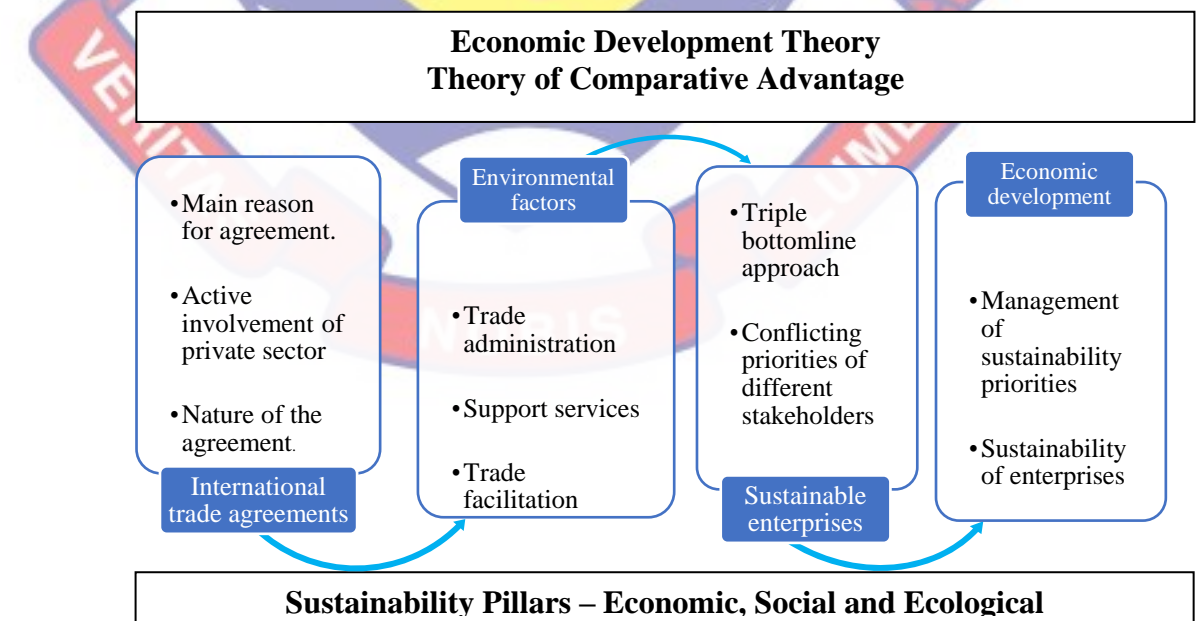 Economic Development Theory
Theory of Comparative Advantage
•Main reason
for agreement.
•Active
involvement of
private sector
•Nature of the
agreement.
International
trade agreements
Environmental
factors
•Trade
administration
•Support services
•Trade
facilitation
•Triple
bottomline
approach
•Conflicting
priorities of
different
stakeholders
Sustainable
enterprises
Economic
development
•Management
of
sustainability
priorities
•Sustainability
of enterprises
Sustainability Pillars – Economic, Social and Ecological